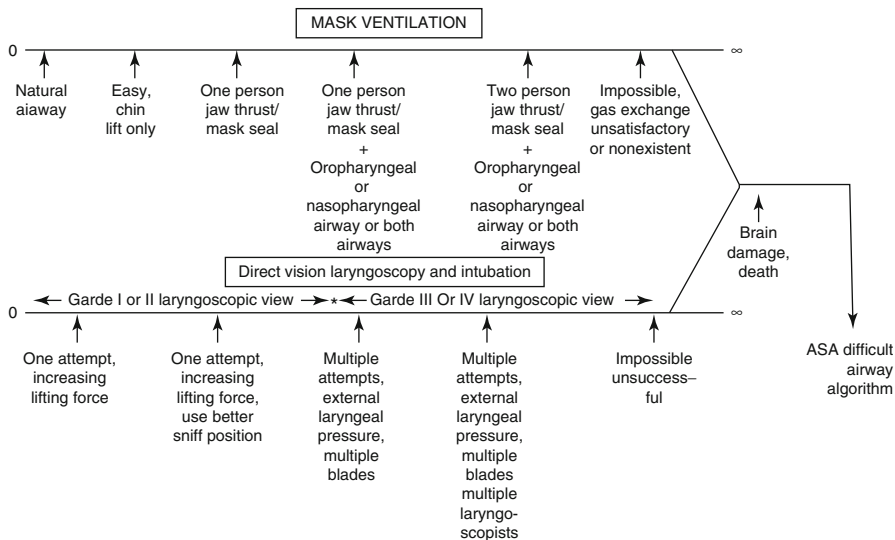 MASK VENTILATION
0
∞
Natural
aiaway
Easy,
chin
lift only
One person
jaw thrust/
mask seal
One person
jaw thrust/
mask seal
+
Oropharyngeal
or
nasopharyngeal
airway or both
airways
Two person
jaw thrust/
mask seal
+
Oropharyngeal or
nasopharyngeal
airway or both
airways
Impossible,
gas exchange
unsatisfactory
or nonexistent
Brain
damage,
death
Direct vision laryngoscopy and intubation
Garde I or II laryngoscopic view * Garde III Or IV laryngoscopic view
0
∞
One attempt,
increasing
lifting force
One attempt,
increasing
lifting force,
use better
sniff position
Multiple
attempts,
external
laryngeal
pressure,
multiple
blades
Multiple
attempts,
external
laryngeal
pressure,
multiple
blades
multiple
laryngo-
scopists
Impossible
unsuccess–
ful
ASA difficult
airway
algorithm